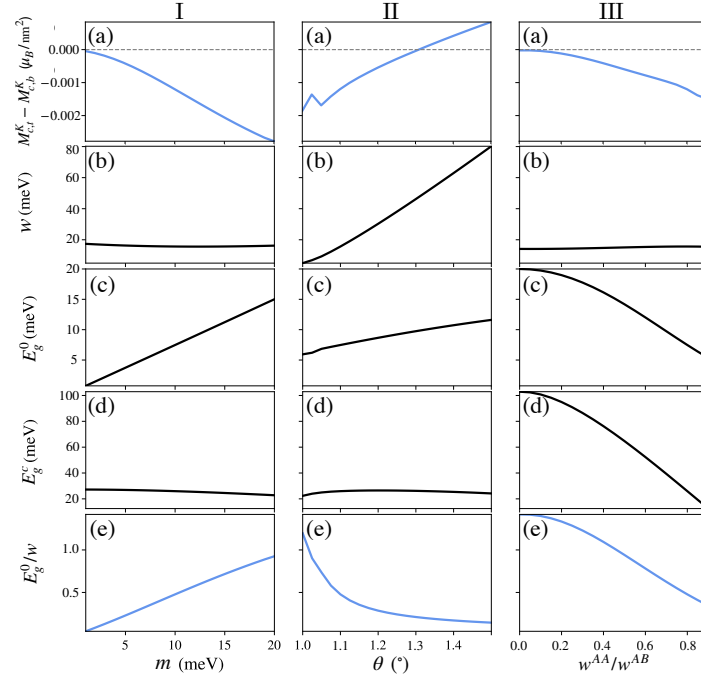 I II III
(a) (a) (a)
M^K_{c,t} − M^K_{c,b} (μ_B/nm²)
0.000
−0.001
−0.002
(b) (b) (b)
w (meV)
80
60
40
20
(c) (c) (c)
E^0_g (meV)
20
15
10
5
(d) (d) (d)
E^c_g (meV)
100
80
60
40
20
(e) (e) (e)
E^0_g/w
1.0
0.5
5 10 15 20 1.0 1.1 1.2 1.3 1.4 0.0 0.2 0.4 0.6 0.8
m (meV) θ (°) w^{AA}/w^{AB}